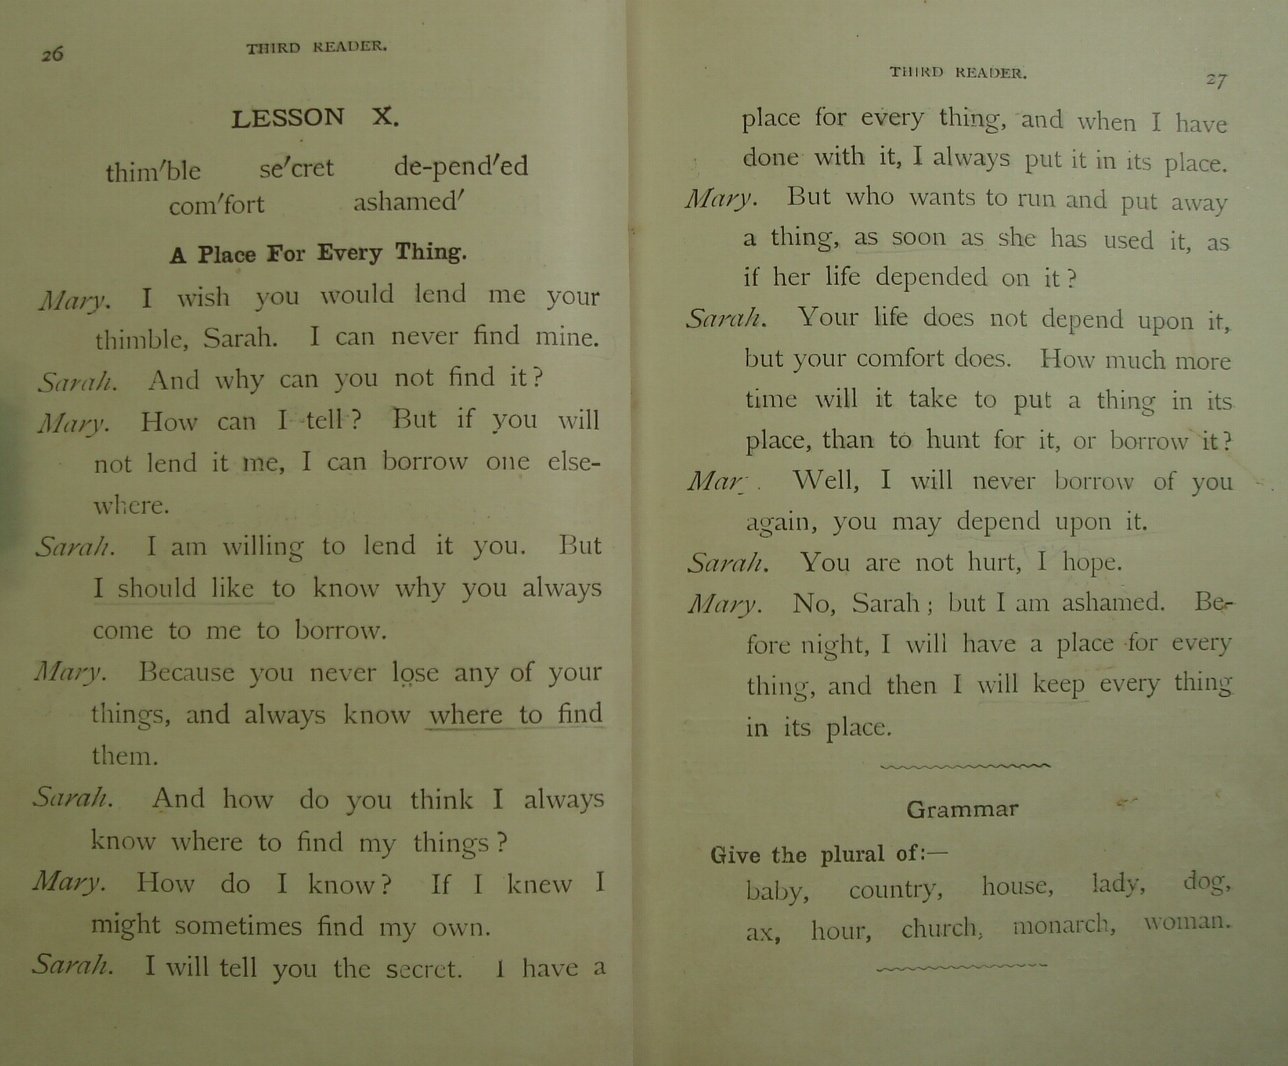 26
THIRD READER.
LESSON X.
thim′ble se′cret de-pend′ed
com′fort ashamed′
A Place For Every Thing.
Mary. I wish you would lend me your
thimble, Sarah. I can never find mine.
Sarah. And why can you not find it?
Mary. How can I tell? But if you will
not lend it me, I can borrow one else-
where.
Sarah. I am willing to lend it you. But
I should like to know why you always
come to me to borrow.
Mary. Because you never lose any of your
things, and always know where to find
them.
Sarah. And how do you think I always
know where to find my things?
Mary. How do I know? If I knew I
might sometimes find my own.
Sarah. I will tell you the secret. I have a
THIRD READER.
27
place for every thing, and when I have
done with it, I always put it in its place.
Mary. But who wants to run and put away
a thing, as soon as she has used it, as
if her life depended on it?
Sarah. Your life does not depend upon it,
but your comfort does. How much more
time will it take to put a thing in its
place, than to hunt for it, or borrow it?
Mar. Well, I will never borrow of you
again, you may depend upon it.
Sarah. You are not hurt, I hope.
Mary. No, Sarah; but I am ashamed. Be-
fore night, I will have a place for every
thing, and then I will keep every thing
in its place.
Grammar
Give the plural of:—
baby, country, house, lady, dog,
ax, hour, church, monarch, woman.